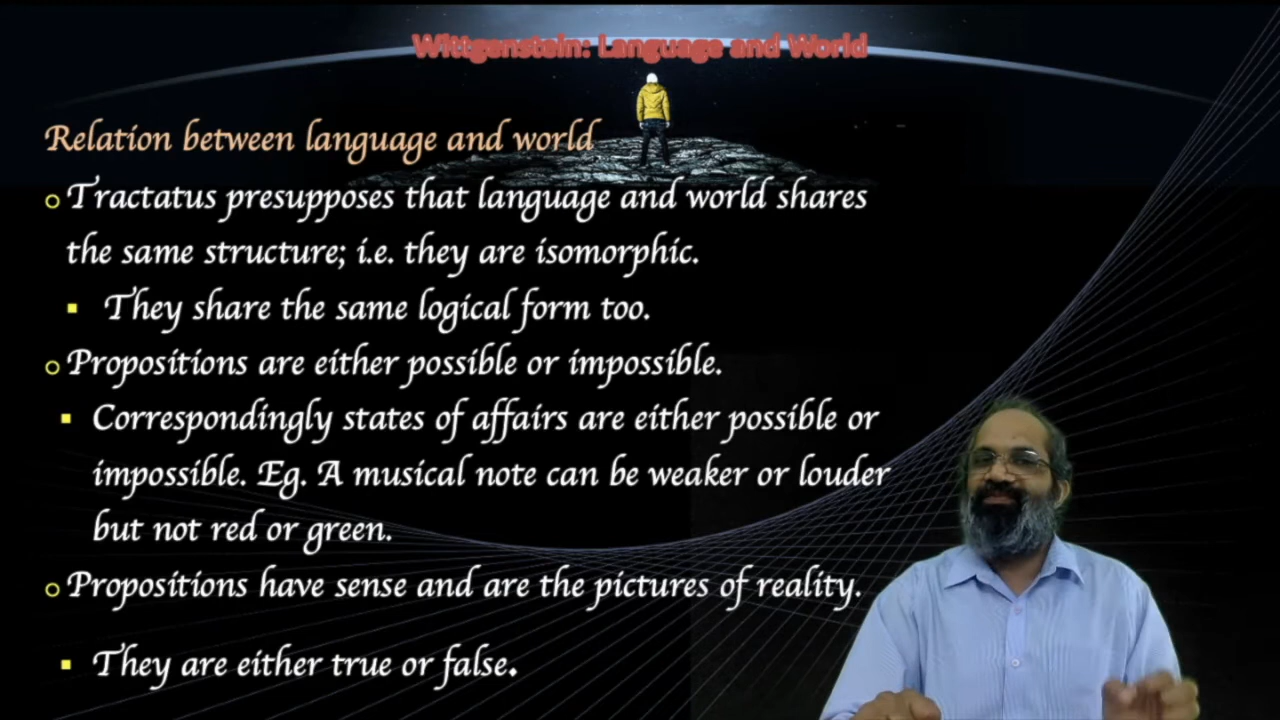 Wittgenstein: Language and World
Relation between language and world
Tractatus presupposes that language and world shares
the same structure; i.e. they are isomorphic.
They share the same logical form too.
Propositions are either possible or impossible.
Correspondingly states of affairs are either possible or
impossible. Eg. A musical note can be weaker or louder
but not red or green.
Propositions have sense and are the pictures of reality.
They are either true or false.